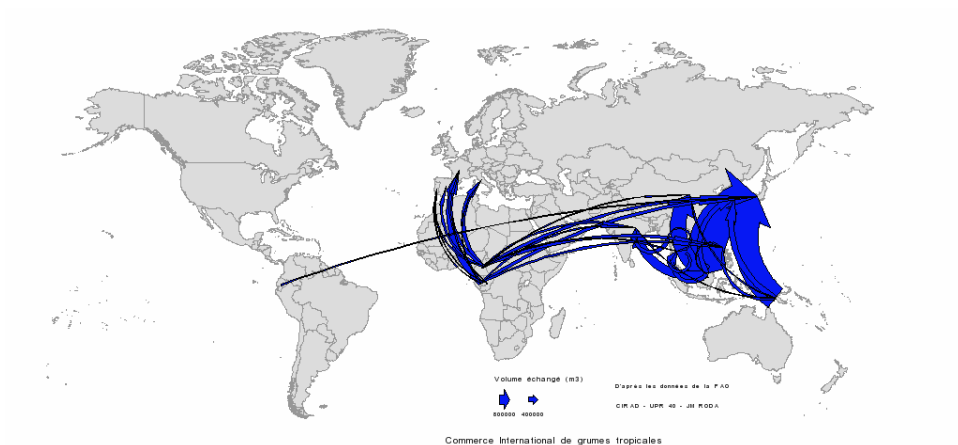 Volume échangé (m3)
800000 400000
D'après les données de la FAO
CIRAD - UPR 40 - JM RODA
Commerce International de grumes tropicales